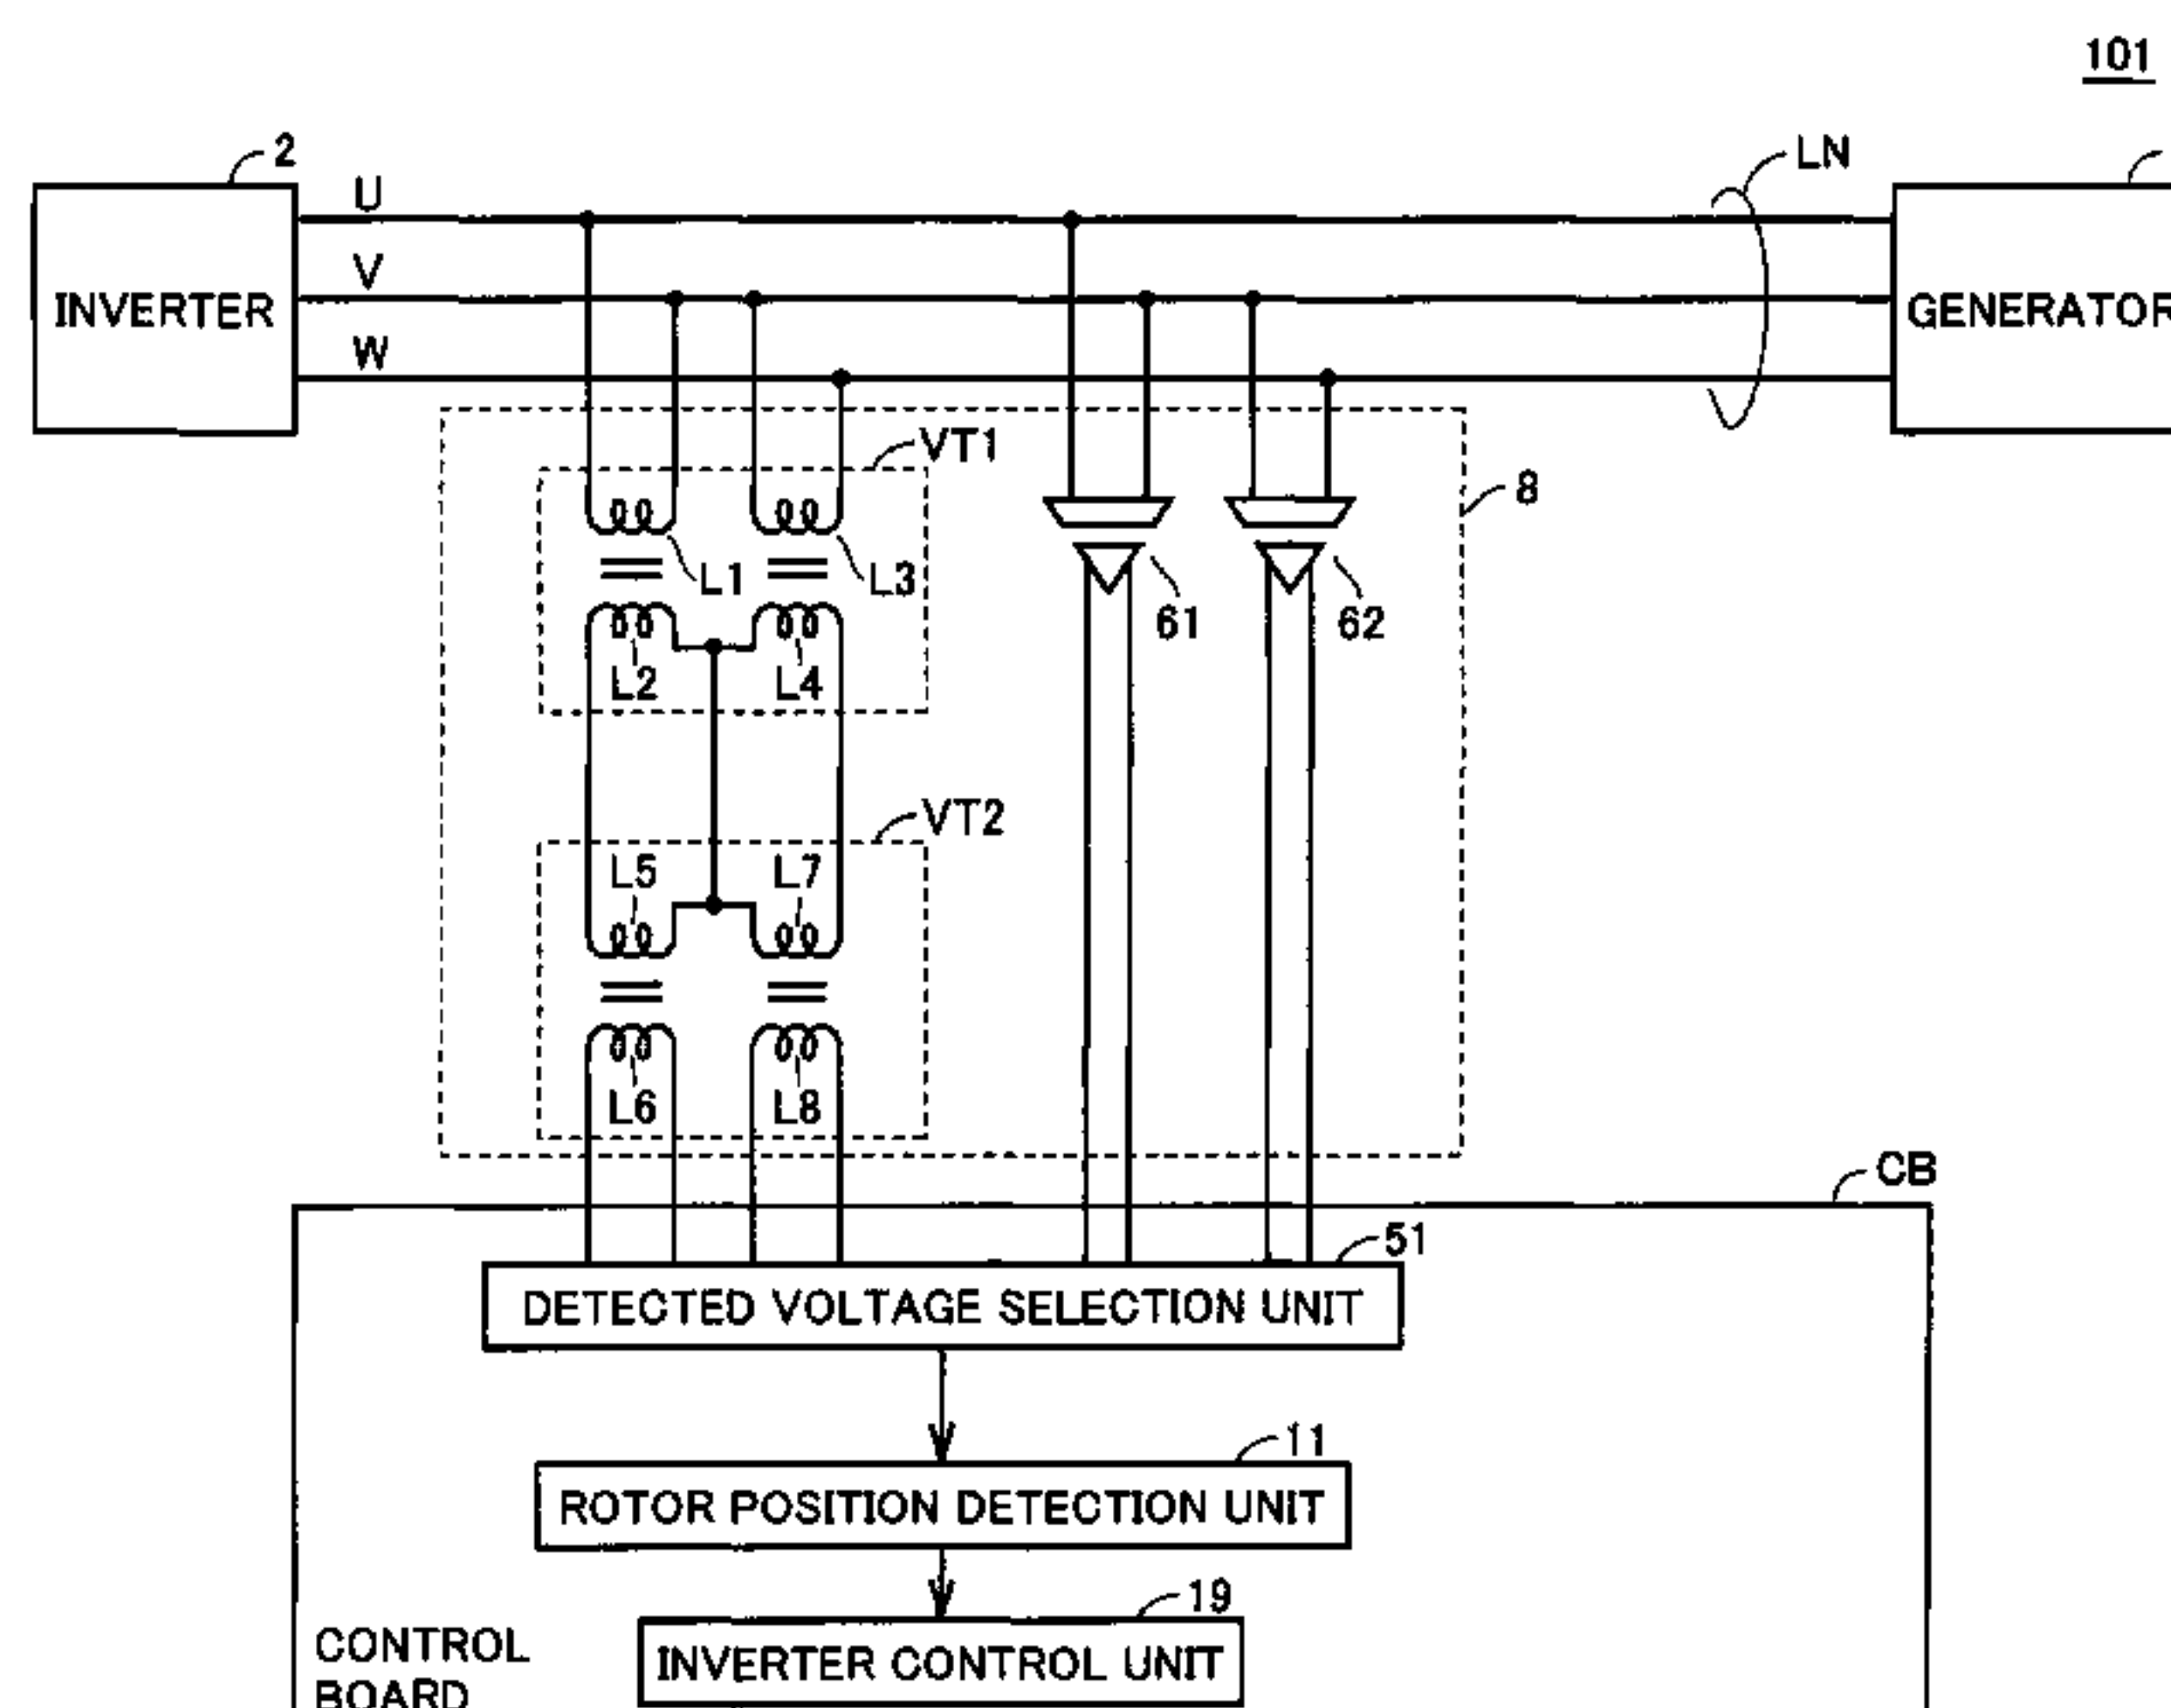 101
2
U
LN
V
INVERTER
GENERATOR
W
VT1
8
L1
L3
61
62
L2
L4
VT2
L5
L7
L6
L8
CB
51
DETECTED VOLTAGE SELECTION UNIT
11
ROTOR POSITION DETECTION UNIT
19
INVERTER CONTROL UNIT
CONTROL
BOARD